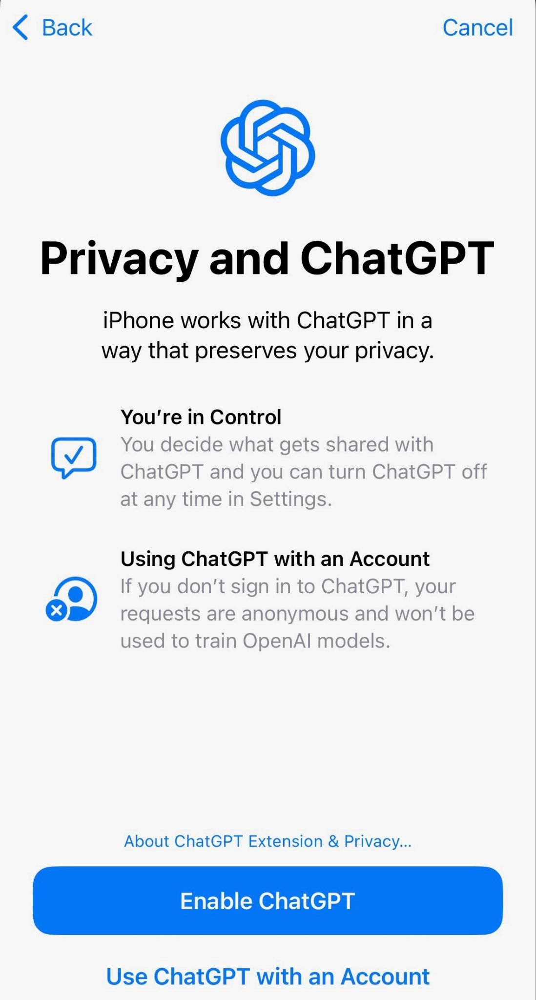 Back
Cancel
Privacy and ChatGPT
iPhone works with ChatGPT in a
way that preserves your privacy.
You’re in Control
You decide what gets shared with
ChatGPT and you can turn ChatGPT off
at any time in Settings.
Using ChatGPT with an Account
If you don’t sign in to ChatGPT, your
requests are anonymous and won’t be
used to train OpenAI models.
About ChatGPT Extension & Privacy...
Enable ChatGPT
Use ChatGPT with an Account